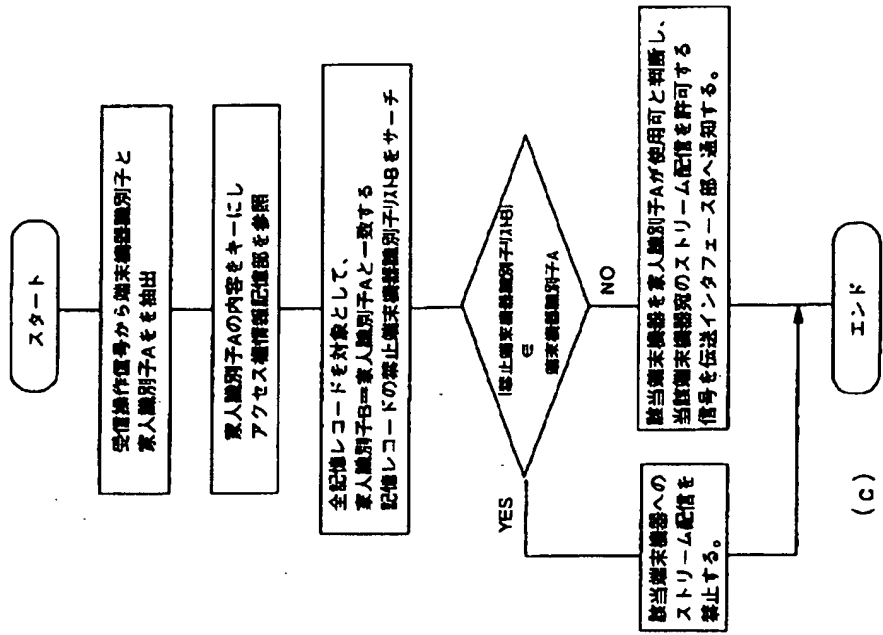 スタート
受信操作信号から端末機器識別子と
家人識別子Aをを抽出
家人識別子Aの内容をキーにし
アクセス権情報記憶部を参照
全記憶レコードを対象として、
家人識別子B=家人識別子Aと一致する
記憶レコードの禁止端末機器識別子リストBをサーチ
{禁止端末機器識別子リストB}
∈
端末機器識別子A
YES
NO
該当端末機器への
ストリーム配信を
禁止する。
該当端末機器を家人識別子Aが使用可と判断し、
当該端末機器宛のストリーム配信を許可する
信号を伝送インタフェース部へ通知する。
エンド
(c)